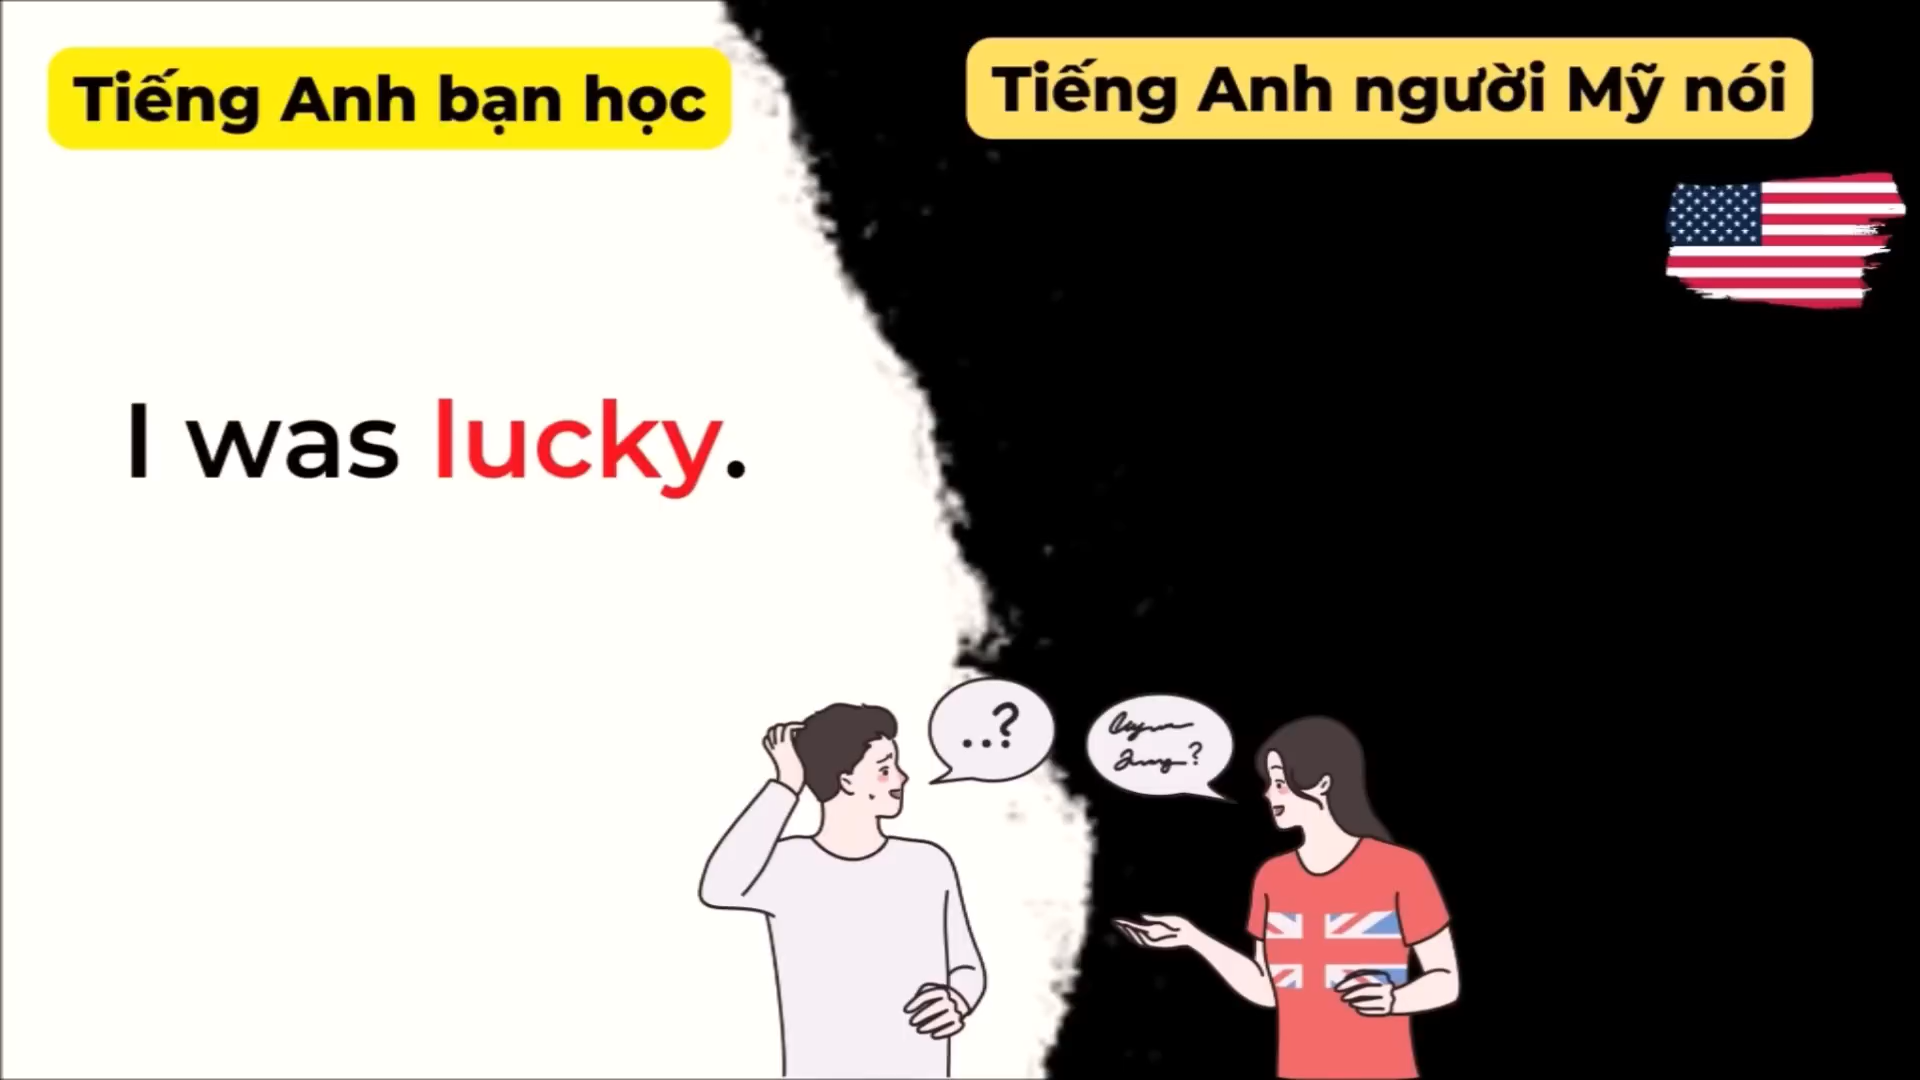 Tiếng Anh bạn học
Tiếng Anh người Mỹ nói
I was lucky.
...?
?